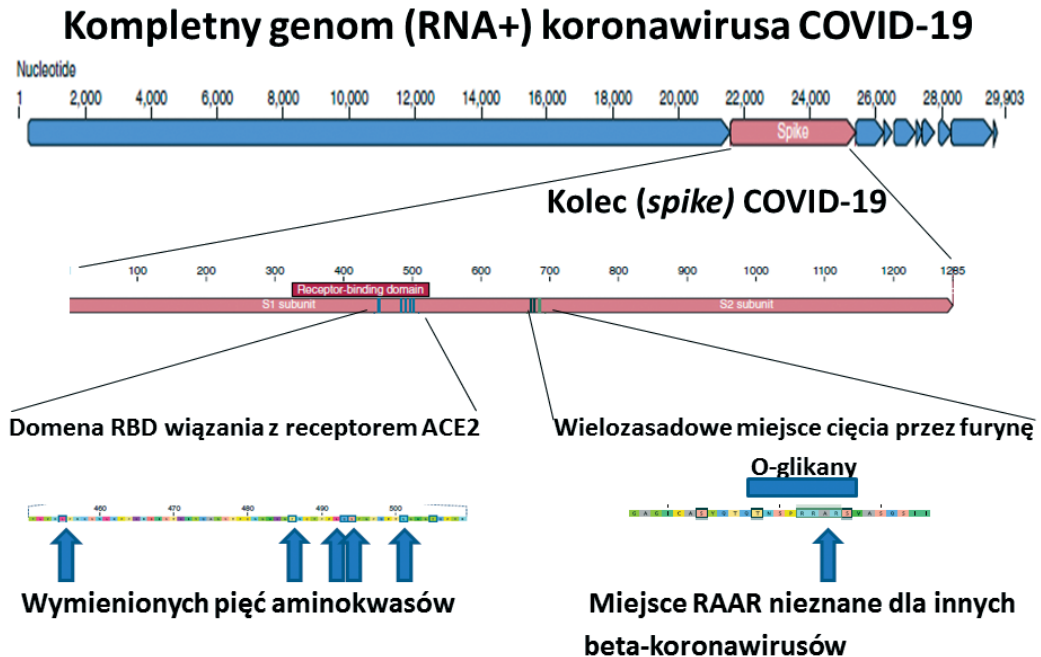 Kompletny genom (RNA+) koronawirusa COVID-19
Nucleotide
1 2,000 4,000 6,000 8,000 10,000 12,000 14,000 16,000 18,000 20,000 22,000 24,000 26,000 28,000 29,903
Spike
Kolec (spike) COVID-19
100 200 300 400 500 600 700 800 900 1000 1100 1200 1285
Receptor-binding domain
S1 subunit S2 subunit
Domena RBD wiązania z receptorem ACE2
Wielozasadowe miejsce cięcia przez furynę
O-glikany
460 470 480 490 500
Wymienionych pięć aminokwasów
Miejsce RAAR nieznane dla innych
beta-koronawirusów